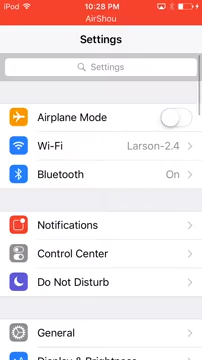 iPod 10:28 PM
AirShou
Settings
Settings
Airplane Mode
Wi-Fi Larson-2.4
Bluetooth On
Notifications
Control Center
Do Not Disturb
General
Display & Brightness